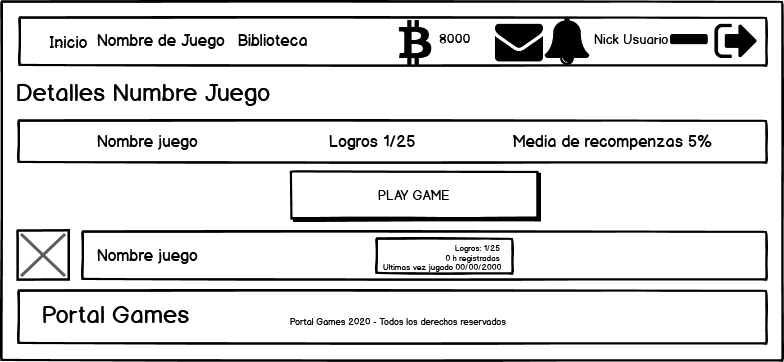 Inicio Nombre de Juego Biblioteca 8000 Nick Usuario
Detalles Numbre Juego
Nombre juego Logros 1/25 Media de recompenzas 5%
PLAY GAME
Nombre juego
Logros: 1/25
0 h registradas
Ultimas vez jugado 00/00/2000
Portal Games
Portal Games 2020 - Todos los derechos reservados